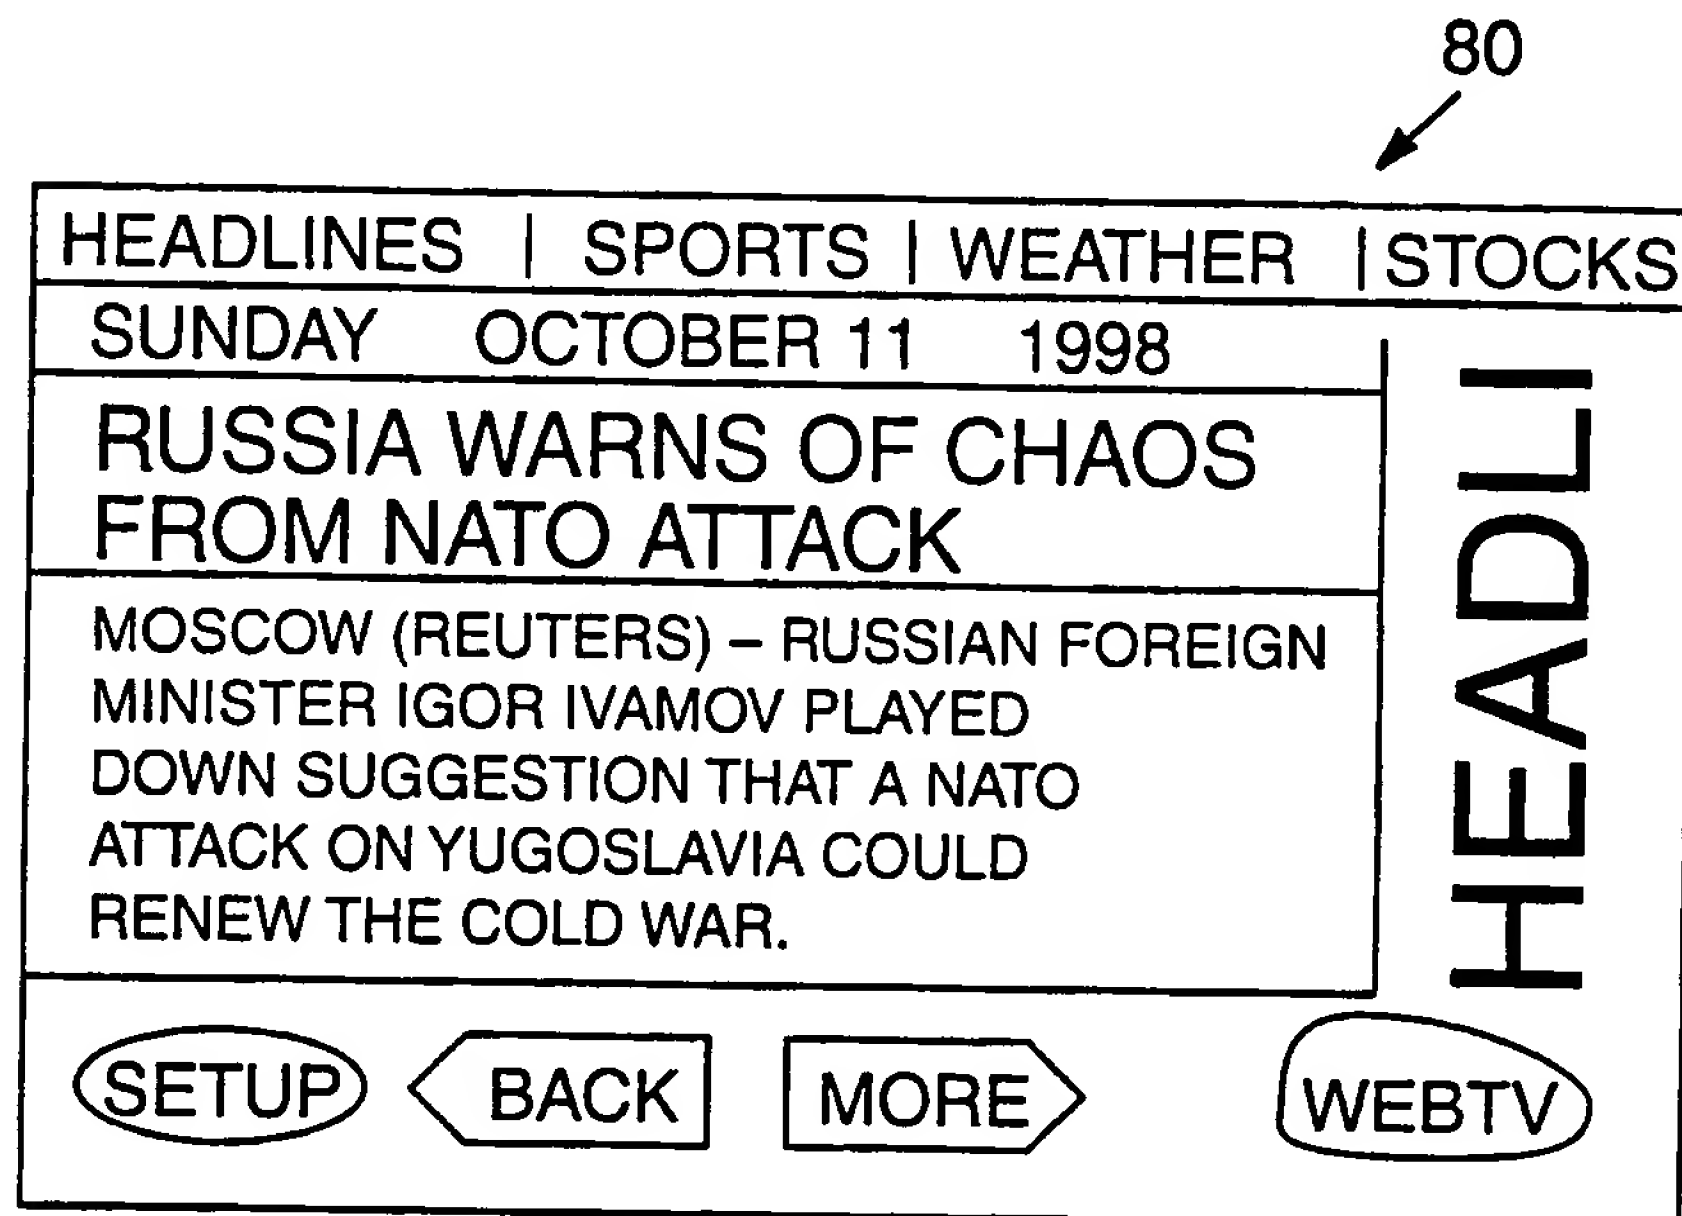 80
HEADLINES | SPORTS | WEATHER | STOCKS
SUNDAY OCTOBER 11 1998
RUSSIA WARNS OF CHAOS
FROM NATO ATTACK
MOSCOW (REUTERS) – RUSSIAN FOREIGN
MINISTER IGOR IVAMOV PLAYED
DOWN SUGGESTION THAT A NATO
ATTACK ON YUGOSLAVIA COULD
RENEW THE COLD WAR.
HEADLI
SETUP BACK MORE WEBTV